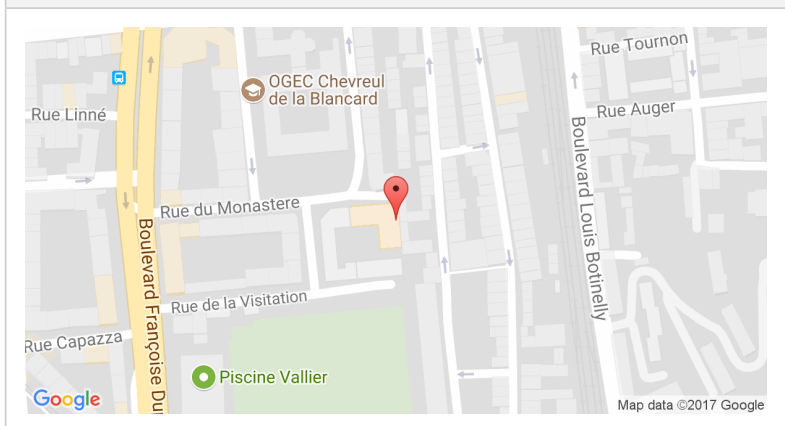 Rue Tournon
OGEC Chevreul
de la Blancard
Rue Linné
Rue Auger
Rue du Monastere
Boulevard Louis Botinelly
Boulevard Françoise Du
Rue de la Visitation
Rue Capazza
Piscine Vallier
Google
Map data ©2017 Google